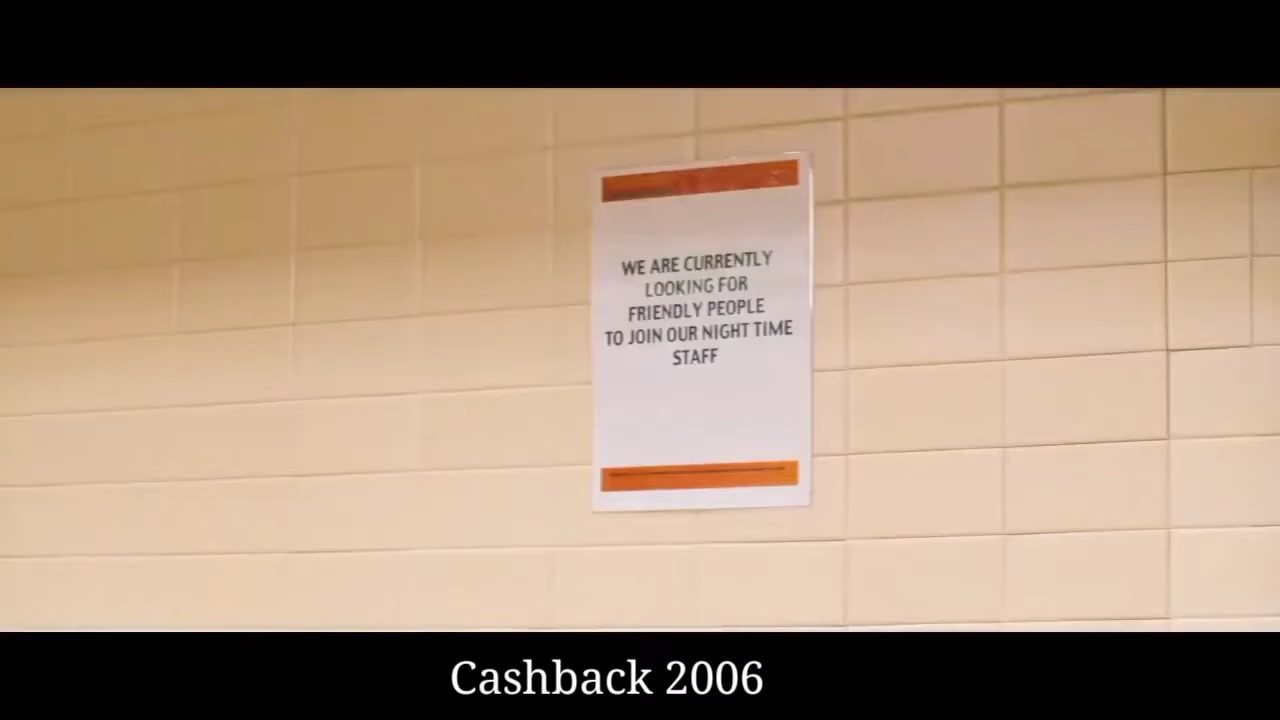 WE ARE CURRENTLY
LOOKING FOR
FRIENDLY PEOPLE
TO JOIN OUR NIGHT TIME
STAFF
Cashback 2006